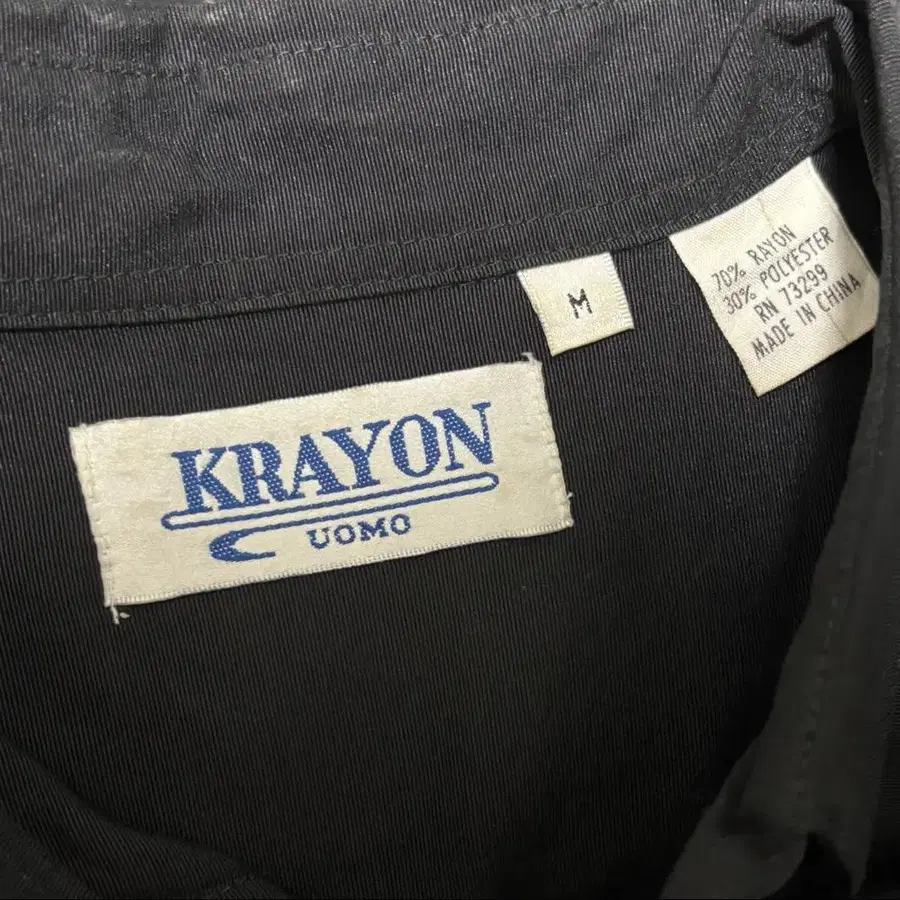 70% RAYON
30% POLYESTER
RN 73299
MADE IN CHINA
M
KRAYON
UOMO